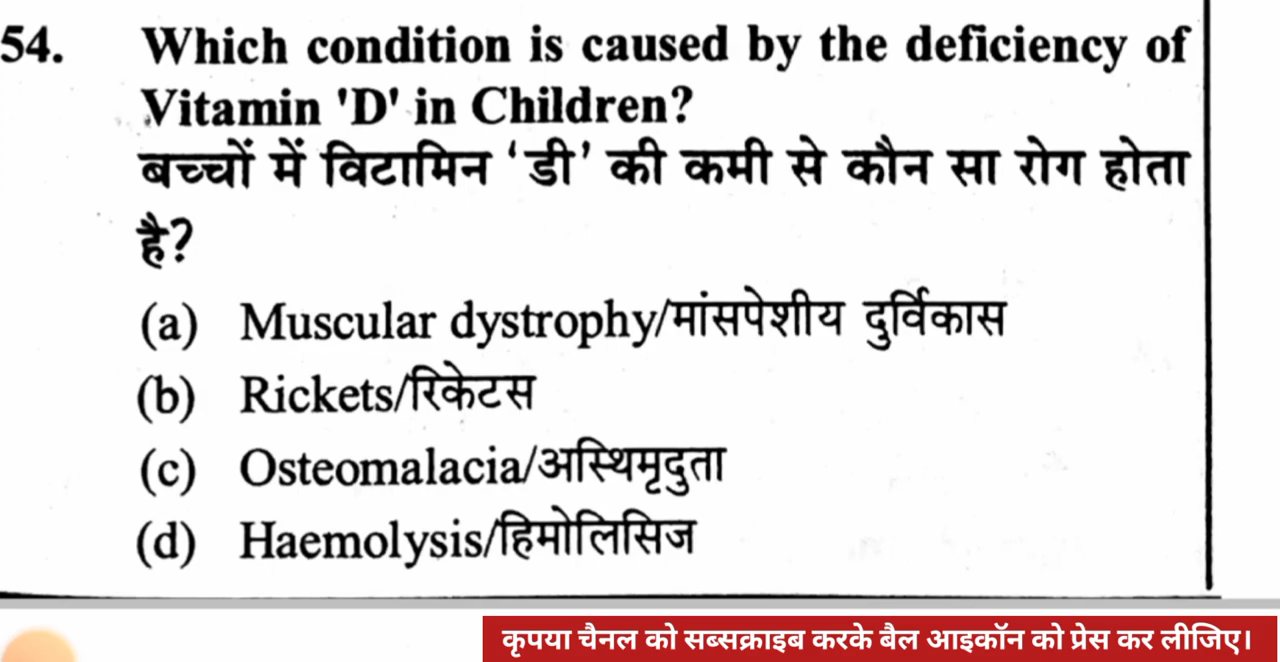 54. Which condition is caused by the deficiency of
Vitamin 'D' in Children?
बच्चों में विटामिन ‘डी’ की कमी से कौन सा रोग होता
है?
(a) Muscular dystrophy/मांसपेशीय दुर्विकास
(b) Rickets/रिकेटस
(c) Osteomalacia/अस्थिमृदुता
(d) Haemolysis/हिमोलिसिज
कृपया चैनल को सब्सक्राइब करके बैल आइकॉन को प्रेस कर लीजिए।